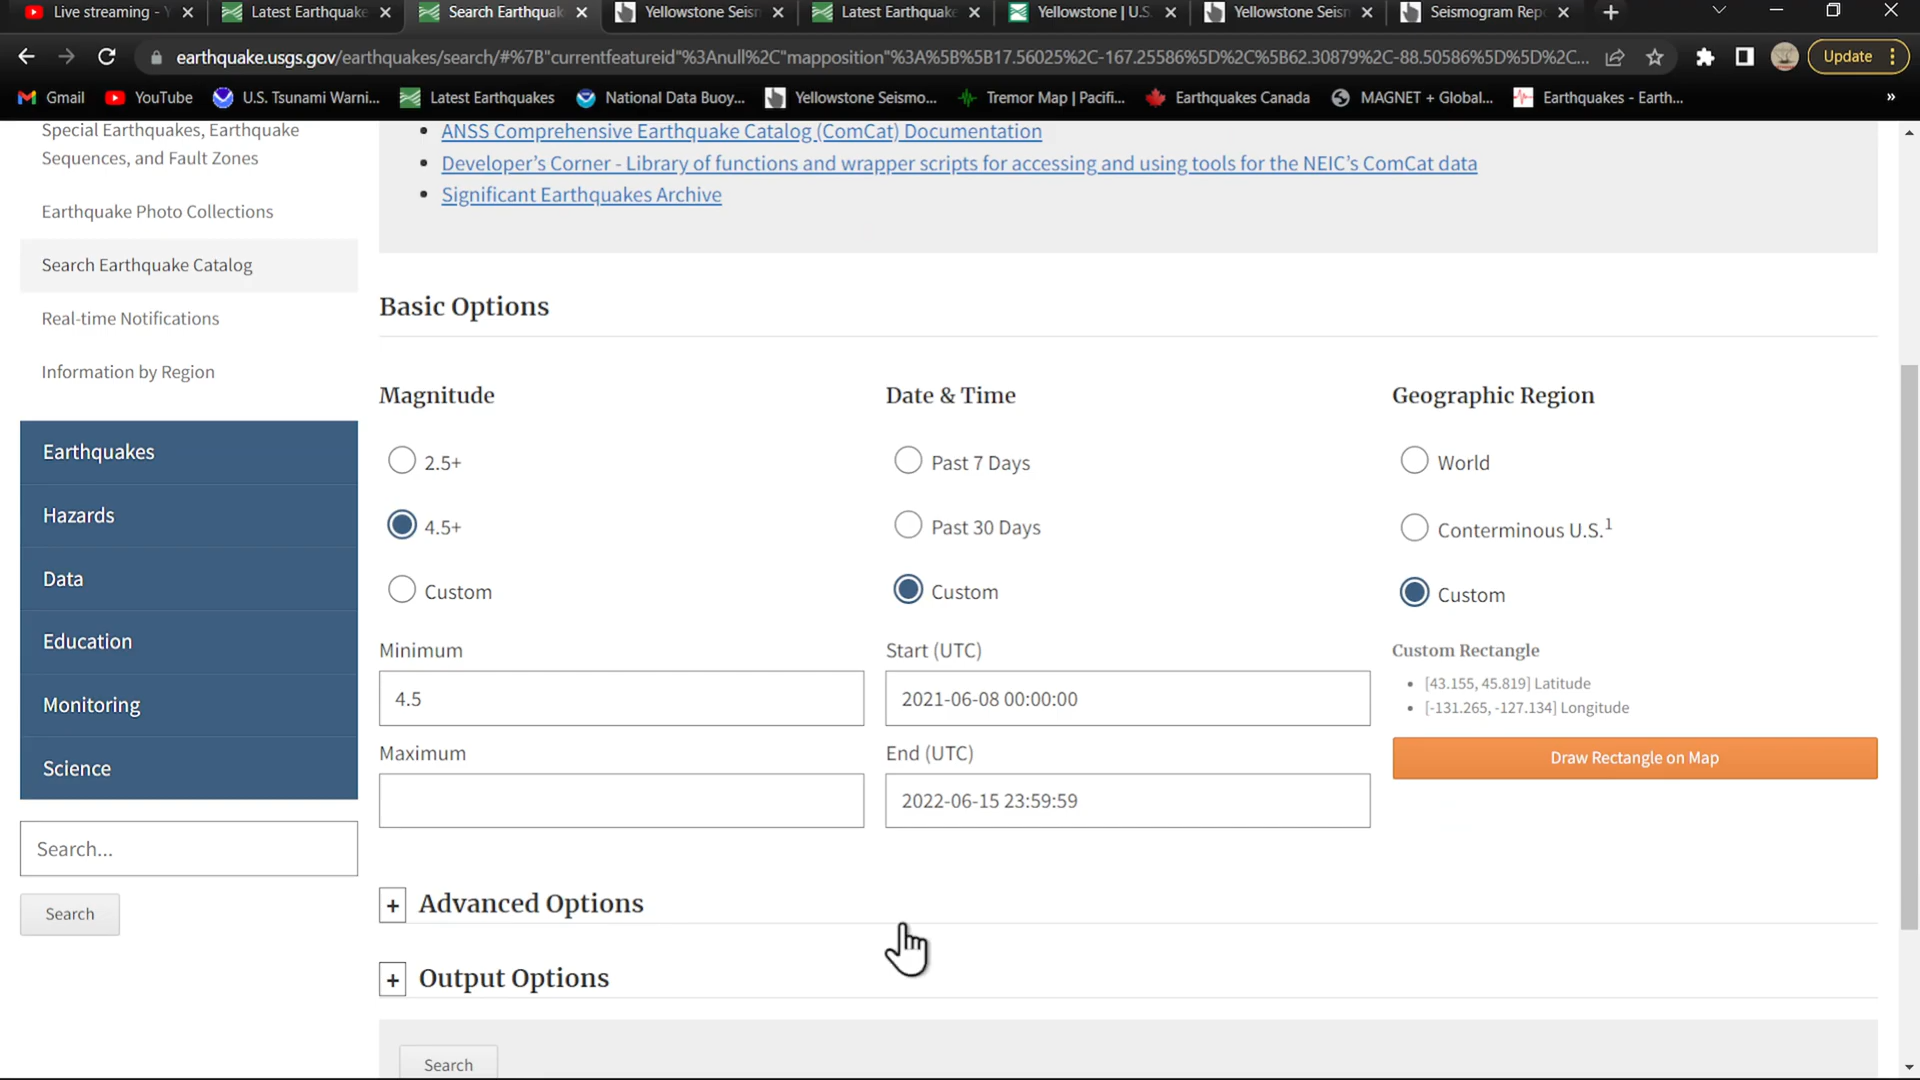 Live streaming - Y
Latest Earthquake
Search Earthquak
Yellowstone Seism
Latest Earthquake
Yellowstone | U.S.
Yellowstone Seism
Seismogram Repo
earthquake.usgs.gov/earthquakes/search/#%7B"currentfeatureid"%3Anull%2C"mapposition"%3A%5B%5B17.56025%2C-167.25586%5D%2C%5B62.30879%2C-88.50586%5D%5D%2C...
Update
Gmail
YouTube
U.S. Tsunami Warni...
Latest Earthquakes
National Data Buoy...
Yellowstone Seismo...
Tremor Map | Pacifi...
Earthquakes Canada
MAGNET + Global...
Earthquakes - Earth...
»
Special Earthquakes, Earthquake
Sequences, and Fault Zones
Earthquake Photo Collections
Search Earthquake Catalog
Real-time Notifications
Information by Region
Earthquakes
Hazards
Data
Education
Monitoring
Science
Search...
Search
ANSS Comprehensive Earthquake Catalog (ComCat) Documentation
Developer's Corner - Library of functions and wrapper scripts for accessing and using tools for the NEIC's ComCat data
Significant Earthquakes Archive
Basic Options
Magnitude
2.5+
4.5+
Custom
Minimum
4.5
Maximum
Date & Time
Past 7 Days
Past 30 Days
Custom
Start (UTC)
2021-06-08 00:00:00
End (UTC)
2022-06-15 23:59:59
Geographic Region
World
Conterminous U.S.1
Custom
Custom Rectangle
[43.155, 45.819] Latitude
[-131.265, -127.134] Longitude
Draw Rectangle on Map
+ Advanced Options
+ Output Options
Search